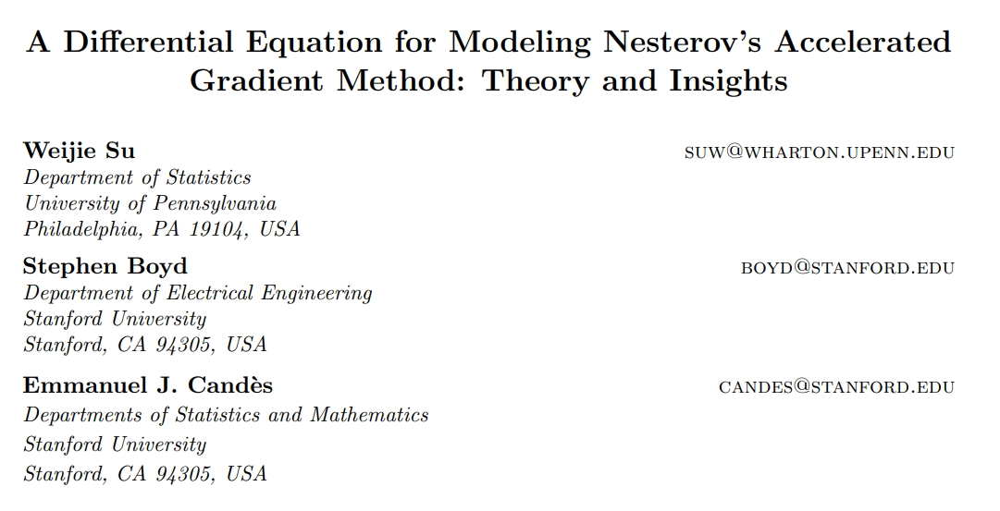 A Differential Equation for Modeling Nesterov's Accelerated
Gradient Method: Theory and Insights
Weijie Su SUW@WHARTON.UPENN.EDU
Department of Statistics
University of Pennsylvania
Philadelphia, PA 19104, USA
Stephen Boyd BOYD@STANFORD.EDU
Department of Electrical Engineering
Stanford University
Stanford, CA 94305, USA
Emmanuel J. Candès CANDES@STANFORD.EDU
Departments of Statistics and Mathematics
Stanford University
Stanford, CA 94305, USA